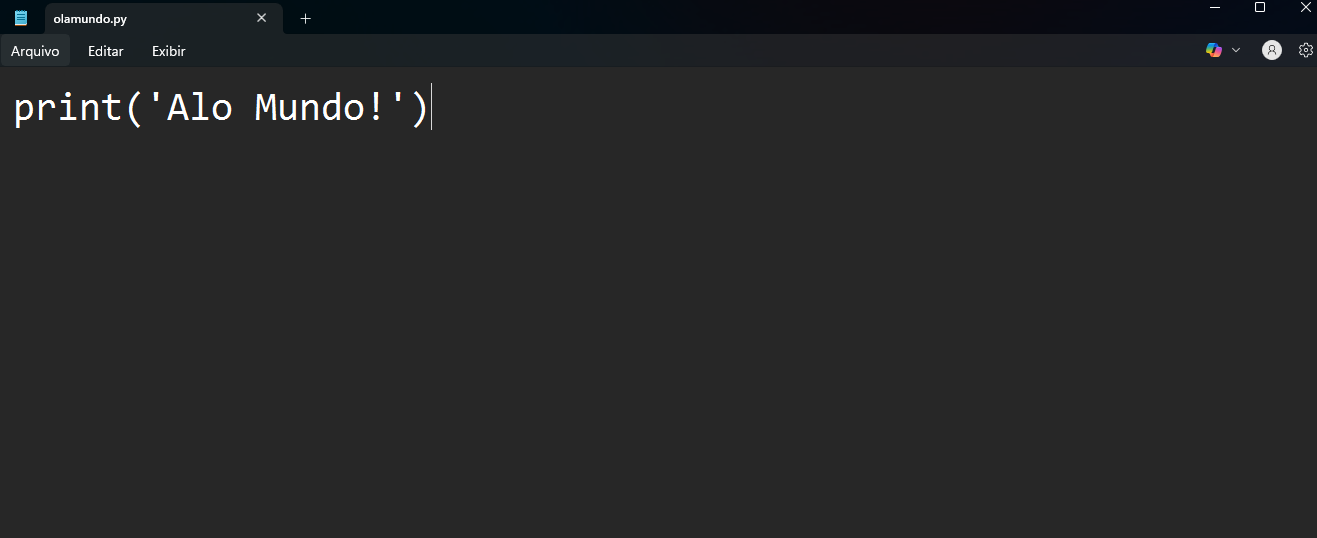 olamundo.py
Arquivo Editar Exibir
print('Alo Mundo!')